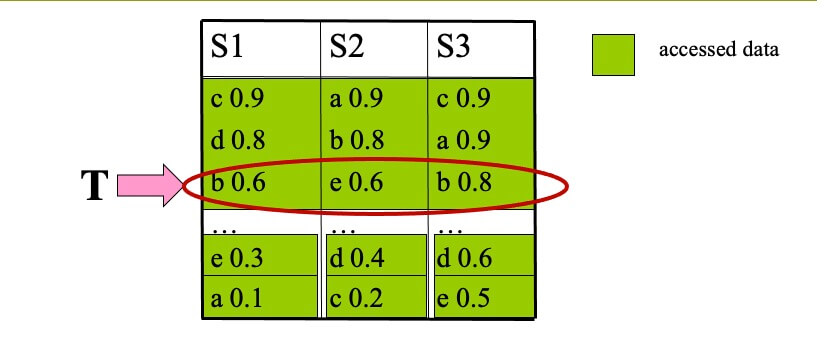 S1 S2 S3
accessed data
c 0.9 a 0.9 c 0.9
d 0.8 b 0.8 a 0.9
T
b 0.6 e 0.6 b 0.8
... ... ...
e 0.3 d 0.4 d 0.6
a 0.1 c 0.2 e 0.5